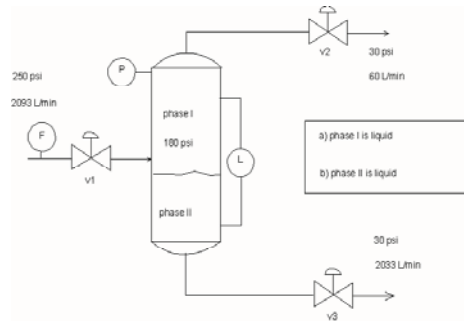 250 psi
2093 L/min
F
v1
P
phase I
180 psi
phase II
L
v2
30 psi
60 L/min
a) phase I is liquid
b) phase II is liquid
30 psi
2033 L/min
v3